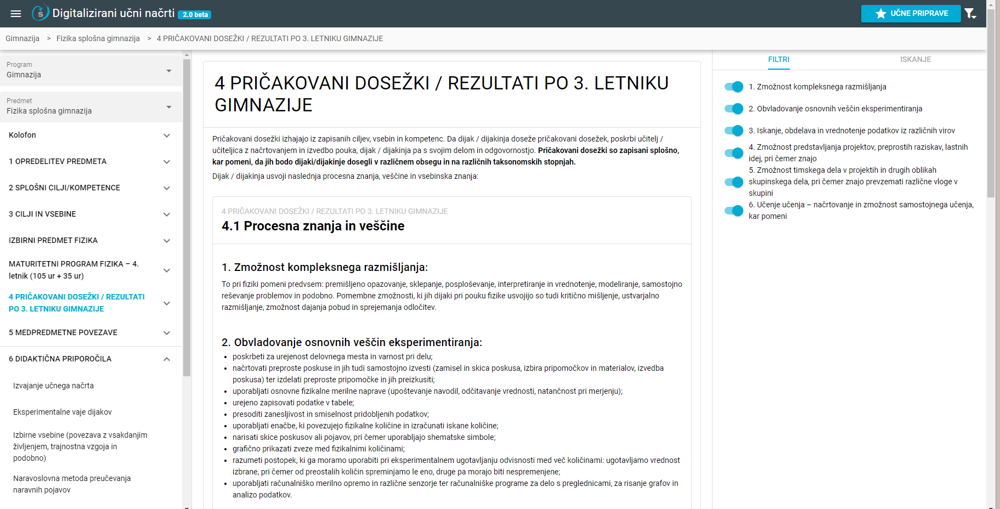 Digitalizirani učni načrti 2.0 beta
UČNE PRIPRAVE
Gimnazija > Fizika splošna gimnazija > 4 PRIČAKOVANI DOSEŽKI / REZULTATI PO 3. LETNIKU GIMNAZIJE
Program
Gimnazija
Predmet
Fizika splošna gimnazija
Kolofon
1 OPREDELITEV PREDMETA
2 SPLOŠNI CILJI/KOMPETENCE
3 CILJI IN VSEBINE
IZBIRNI PREDMET FIZIKA
MATURITETNI PROGRAM FIZIKA – 4.
letnik (105 ur + 35 ur)
4 PRIČAKOVANI DOSEŽKI / REZULTATI
PO 3. LETNIKU GIMNAZIJE
5 MEDPREDMETNE POVEZAVE
6 DIDAKTIČNA PRIPOROČILA
Izvajanje učnega načrta
Eksperimentalne vaje dijakov
Izbirne vsebine (povezava z vsakdanjim
življenjem, trajnostna vzgoja in
podobno)
Naravoslovna metoda preučevanja
naravnih pojavov
4 PRIČAKOVANI DOSEŽKI / REZULTATI PO 3. LETNIKU
GIMNAZIJE
Pričakovani dosežki izhajajo iz zapisanih ciljev, vsebin in kompetenc. Da dijak / dijakinja doseže pričakovani dosežek, poskrbi učitelj /
učiteljica z načrtovanjem in izvedbo pouka, dijak / dijakinja pa s svojim delom in odgovornostjo. Pričakovani dosežki so zapisani splošno,
kar pomeni, da jih bodo dijaki/dijakinje dosegli v različnem obsegu in na različnih taksonomskih stopnjah.
Dijak / dijakinja usvoji naslednja procesna znanja, veščine in vsebinska znanja:
4 PRIČAKOVANI DOSEŽKI / REZULTATI PO 3. LETNIKU GIMNAZIJE
4.1 Procesna znanja in veščine
1. Zmožnost kompleksnega razmišljanja:
To pri fiziki pomeni predvsem: premišljeno opazovanje, sklepanje, posploševanje, interpretiranje in vrednotenje, modeliranje, samostojno
reševanje problemov in podobno. Pomembne zmožnosti, ki jih dijaki pri pouku fizike usvojijo so tudi kritično mišljenje, ustvarjalno
razmišljanje, zmožnost dajanja pobud in sprejemanja odločitev.
2. Obvladovanje osnovnih veščin eksperimentiranja:
• poskrbeti za urejenost delovnega mesta in varnost pri delu;
• načrtovati preproste poskuse in jih tudi samostojno izvesti (zamisel in skica poskusa, izbira pripomočkov in materialov, izvedba
poskusa) ter izdelati preproste pripomočke in jih preizkusiti;
• uporabljati osnovne fizikalne merilne naprave (upoštevanje navodil, odčitavanje vrednosti, natančnost pri merjenju);
• urejeno zapisovati podatke v tabele;
• presoditi zanesljivost in smiselnost pridobljenih podatkov;
• uporabljati enačbe, ki povezujejo fizikalne količine in izračunati iskane količine;
• narisati skice poskusov ali pojavov, pri čemer uporabljajo shematske simbole;
• grafično prikazati zveze med fizikalnimi količinami;
• razumeti postopek, ki ga moramo uporabiti pri eksperimentalnem ugotavljanju odvisnosti med več količinami: ugotavljamo vrednost
izbrane, pri čemer od preostalih količin spreminjamo le eno, druge pa morajo biti nespremenjene;
• uporabljati računalniško merilno opremo in različne senzorje ter računalniške programe za delo s preglednicami, za risanje grafov in
analizo podatkov.
FILTRI
ISKANJE
1. Zmožnost kompleksnega razmišljanja
2. Obvladovanje osnovnih veščin eksperimentiranja
3. Iskanje, obdelava in vrednotenje podatkov iz različnih virov
4. Zmožnost predstavljanja projektov, preprostih raziskav, lastnih
idej, pri čemer znajo
5. Zmožnost timskega dela v projektih in drugih oblikah
skupinskega dela, pri čemer znajo prevzemati različne vloge v
skupini
6. Učenje učenja – načrtovanje in zmožnost samostojnega učenja,
kar pomeni